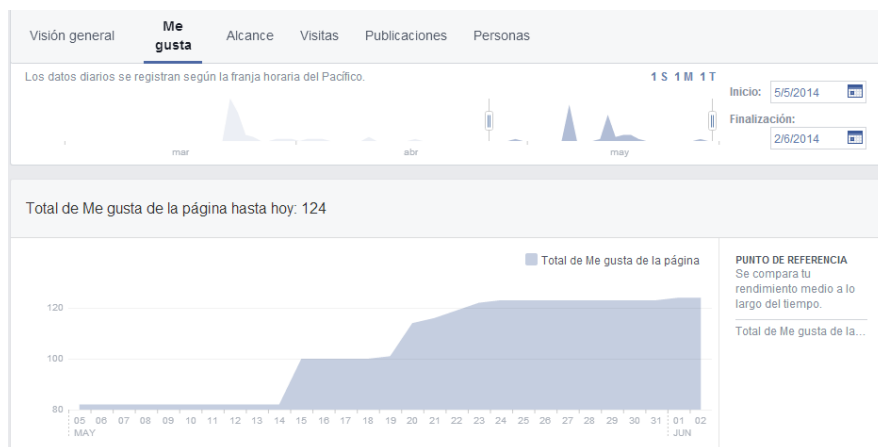 Visión general Me gusta Alcance Visitas Publicaciones Personas
Los datos diarios se registran según la franja horaria del Pacífico.
1 S 1 M 1 T
Inicio: 5/5/2014
Finalización:
2/6/2014
mar abr may
Total de Me gusta de la página hasta hoy: 124
Total de Me gusta de la página
PUNTO DE REFERENCIA
Se compara tu
rendimiento medio a lo
largo del tiempo.
Total de Me gusta de la...
120
100
80
05 06 07 08 09 10 11 12 13 14 15 16 17 18 19 20 21 22 23 24 25 26 27 28 29 30 31 01 02
MAY JUN